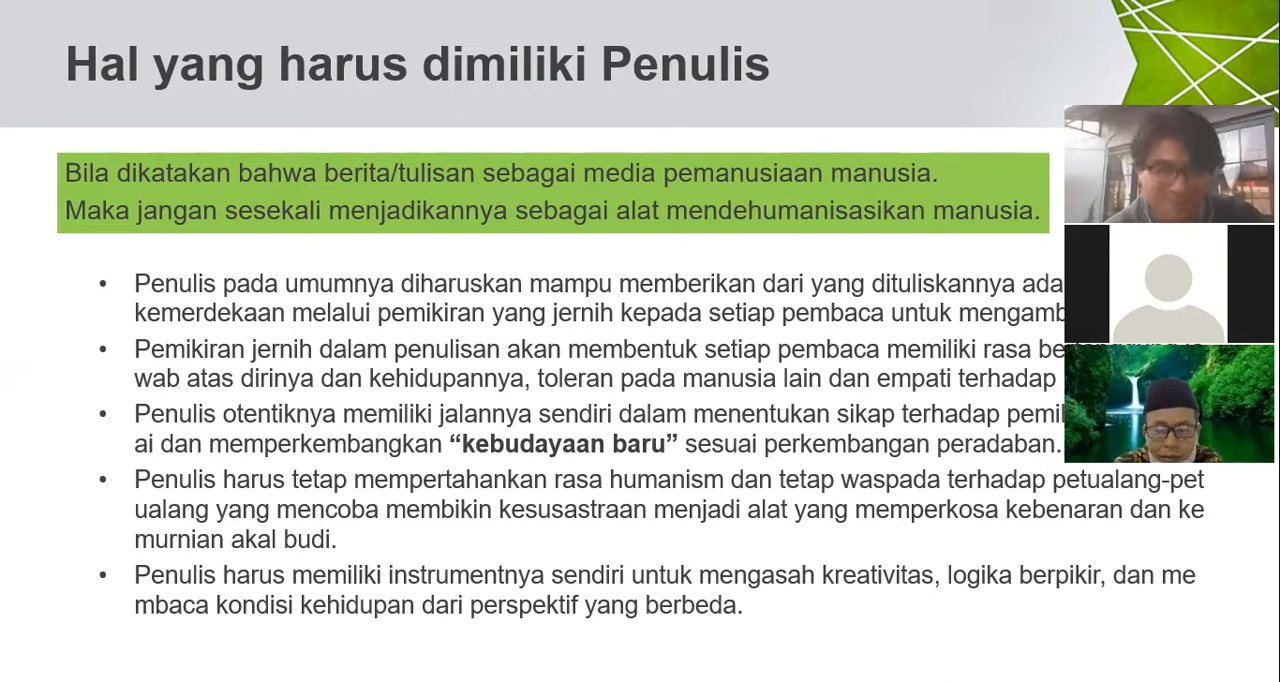 Hal yang harus dimiliki Penulis
Bila dikatakan bahwa berita/tulisan sebagai media pemanusiaan manusia.
Maka jangan sesekali menjadikannya sebagai alat mendehumanisasikan manusia.
• Penulis pada umumnya diharuskan mampu memberikan dari yang dituliskannya ada
kemerdekaan melalui pemikiran yang jernih kepada setiap pembaca untuk
• Pemikiran jernih dalam penulisan akan membentuk setiap pembaca memiliki rasa
wab atas dirinya dan kehidupannya, toleran pada manusia lain dan empati terhadap
• Penulis otentiknya memiliki jalannya sendiri dalam menentukan sikap terhadap
ai dan memperkembangkan “kebudayaan baru” sesuai perkembangan peradaban.
• Penulis harus tetap mempertahankan rasa humanism dan tetap waspada terhadap petualang-pet
ualang yang mencoba membikin kesusastraan menjadi alat yang memperkosa kebenaran dan ke
murnian akal budi.
• Penulis harus memiliki instrumentnya sendiri untuk mengasah kreativitas, logika berpikir, dan me
mbaca kondisi kehidupan dari perspektif yang berbeda.